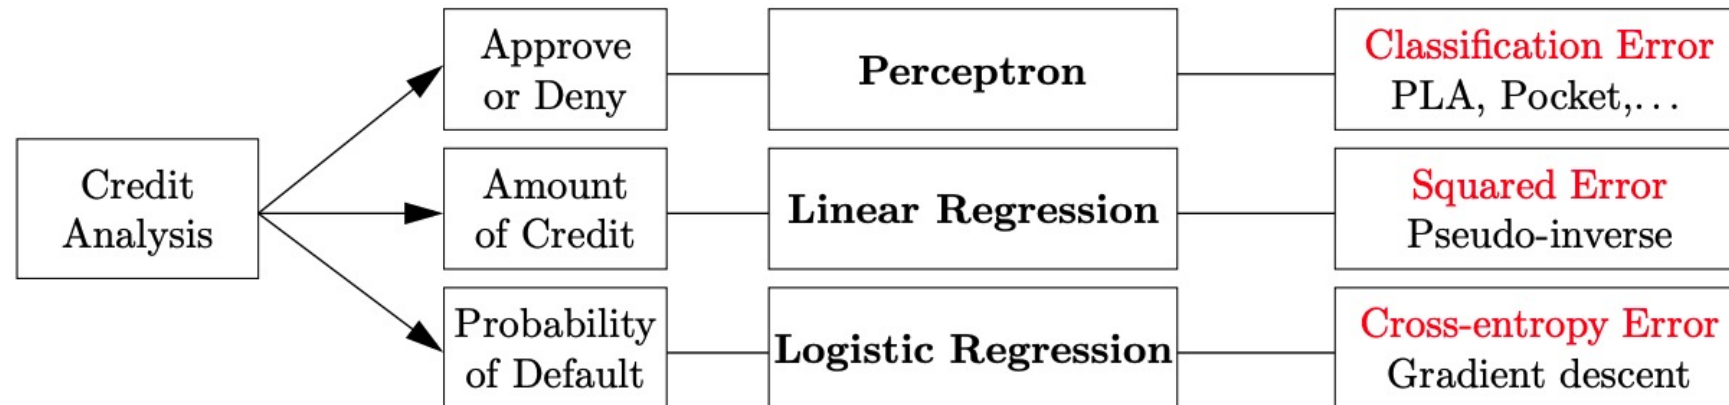 Credit
Analysis
Approve
or Deny
Perceptron
Classification Error
PLA, Pocket,...
Amount
of Credit
Linear Regression
Squared Error
Pseudo-inverse
Probability
of Default
Logistic Regression
Cross-entropy Error
Gradient descent